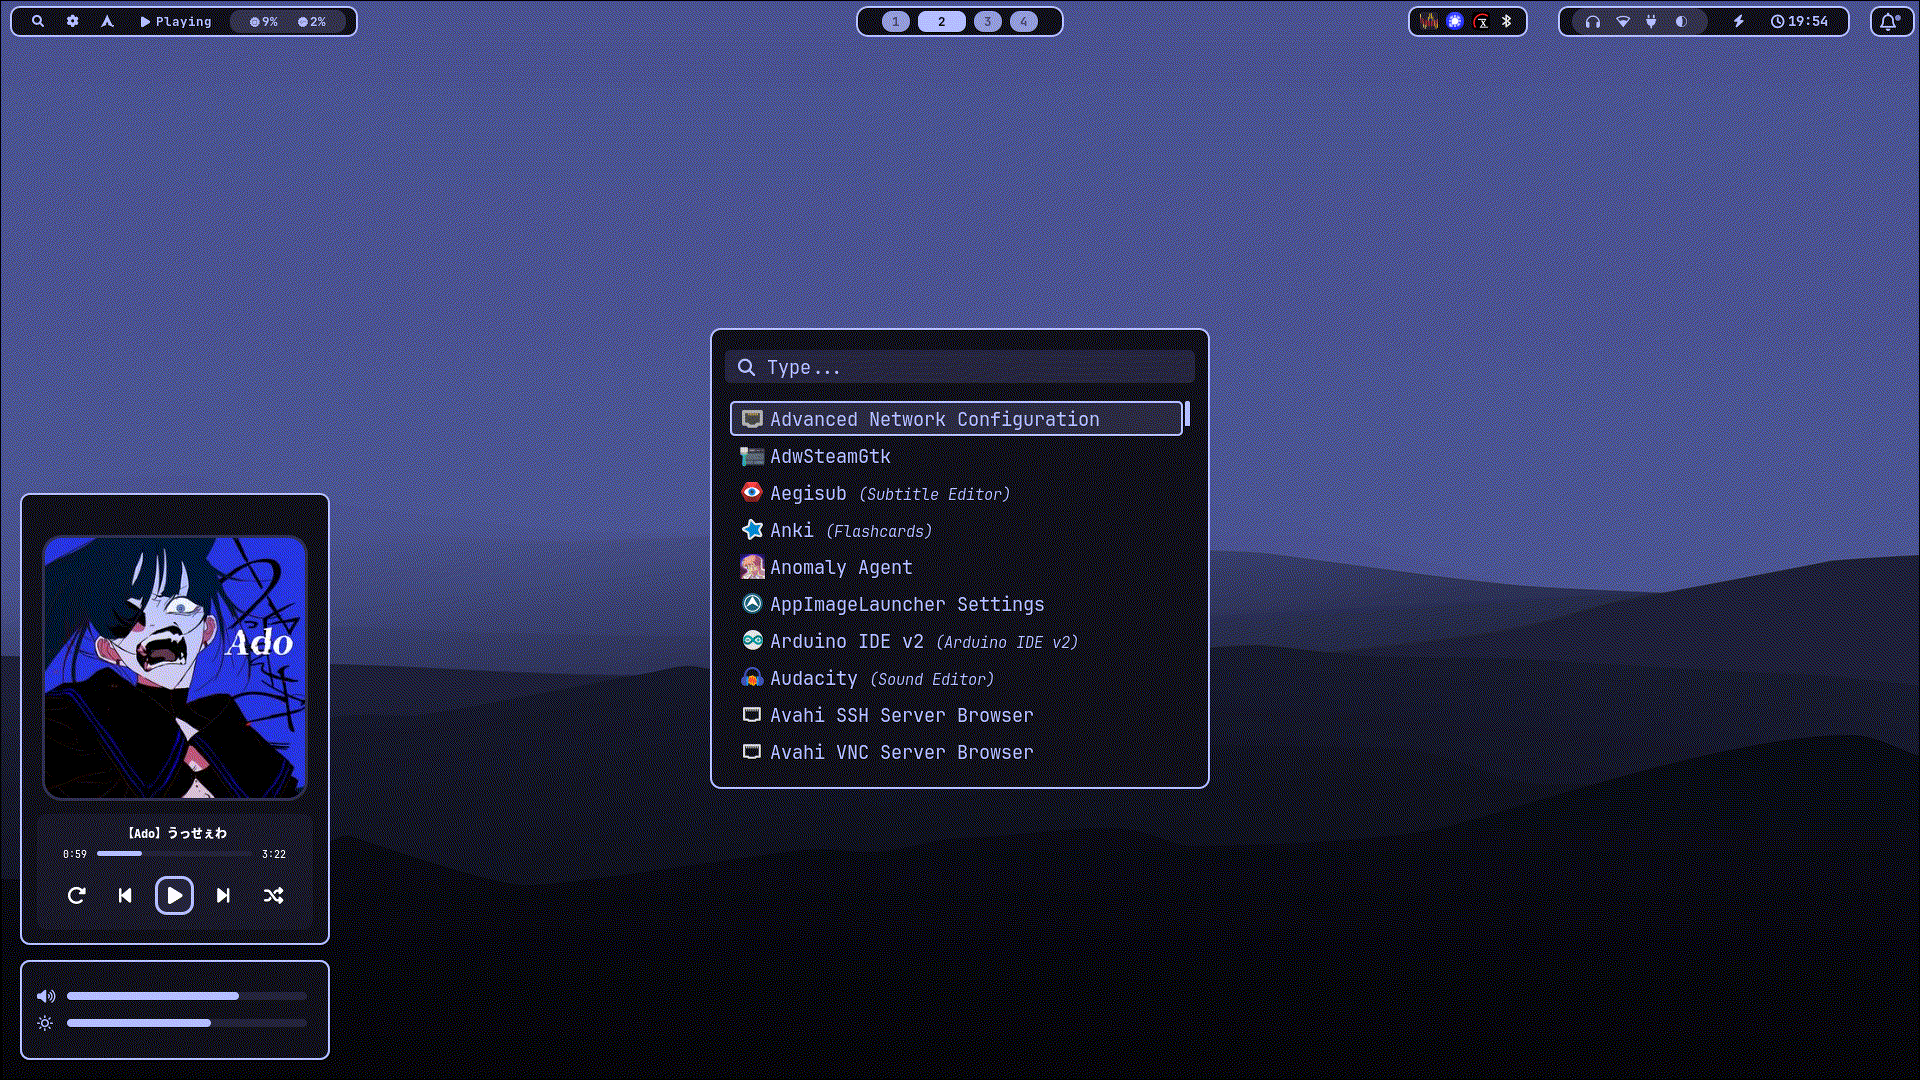 Playing 9% 2%
1 2 3 4
19:54
Type...
Advanced Network Configuration
AdwSteamGtk
Aegisub (Subtitle Editor)
Anki (Flashcards)
Anomaly Agent
AppImageLauncher Settings
Arduino IDE v2 (Arduino IDE v2)
Audacity (Sound Editor)
Avahi SSH Server Browser
Avahi VNC Server Browser
Ado
【Ado】うっせぇわ
0:59 3:22